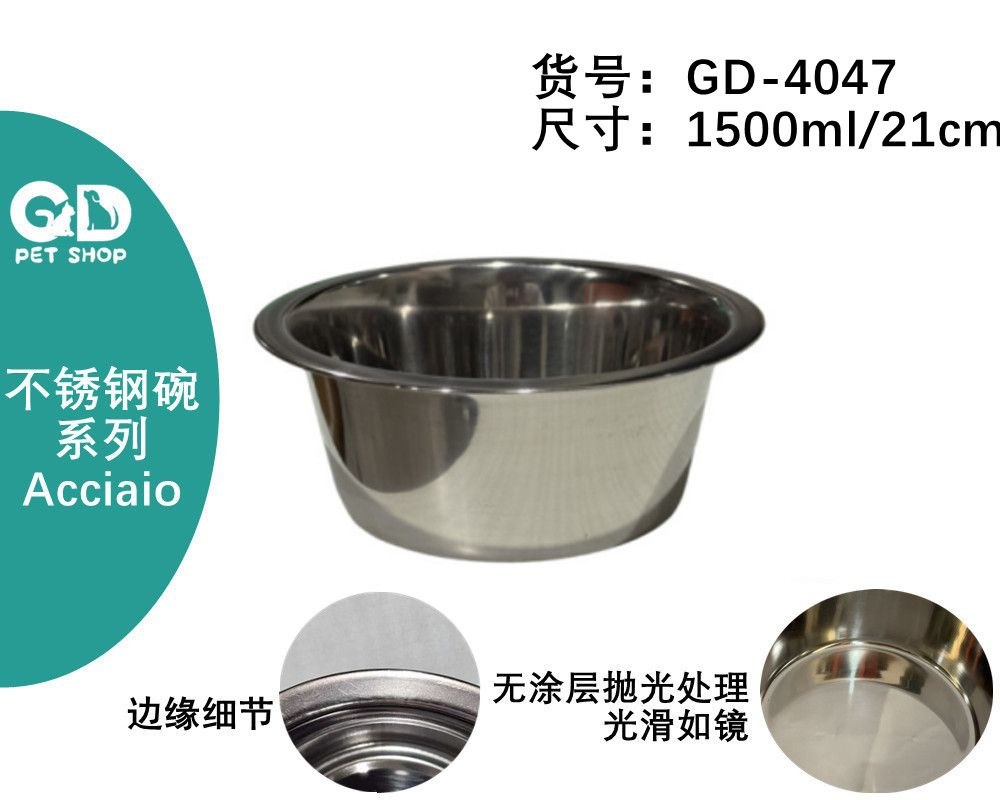 货号：GD-4047
尺寸：1500ml/21cm
GD
PET SHOP
不锈钢碗
系列
Acciaio
边缘细节
无涂层抛光处理
光滑如镜